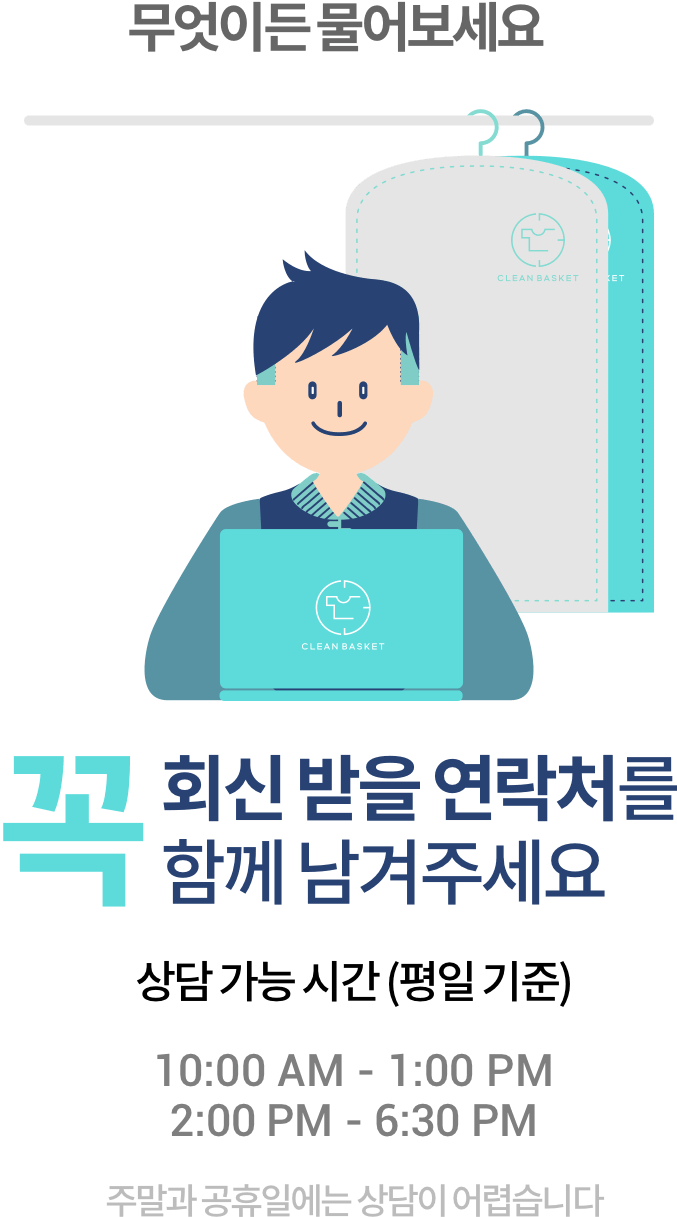 무엇이든 물어보세요
CLEAN BASKET
KET
CLEAN BASKET
꼭 회신 받을 연락처를
함께 남겨주세요
상담 가능 시간 (평일 기준)
10:00 AM - 1:00 PM
2:00 PM - 6:30 PM
주말과 공휴일에는 상담이 어렵습니다